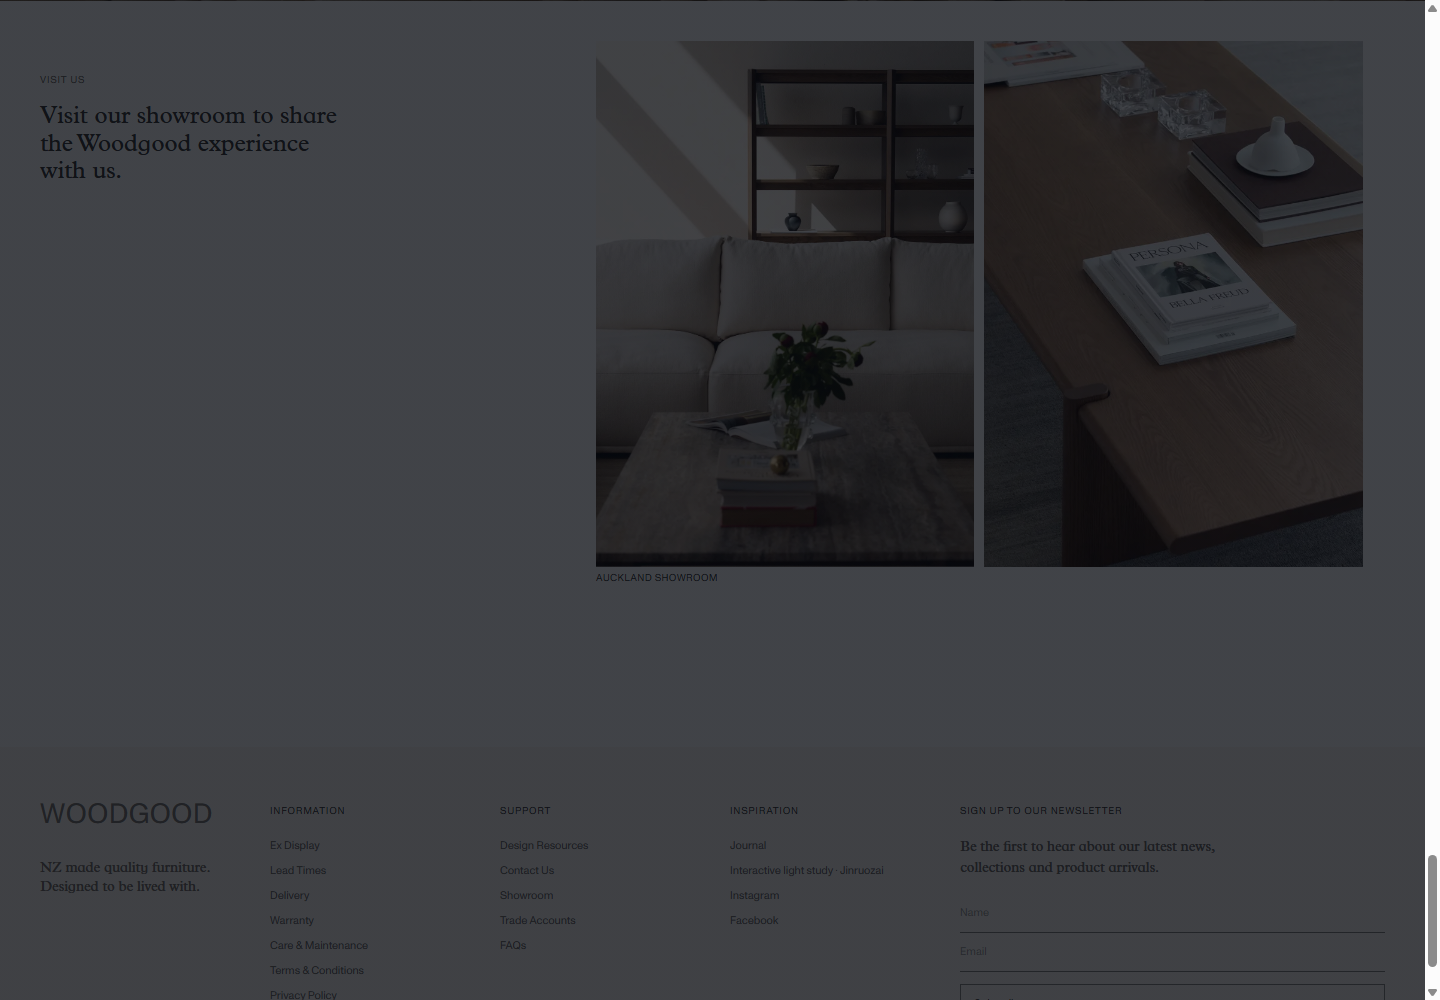 VISIT US
Visit our showroom to share
the Woodgood experience
with us.
PERSONA
BELLA FREUD
AUCKLAND SHOWROOM
WOODGOOD
NZ made quality furniture.
Designed to be lived with.
INFORMATION
Ex Display
Lead Times
Delivery
Warranty
Care & Maintenance
Terms & Conditions
Privacy Policy
SUPPORT
Design Resources
Contact Us
Showroom
Trade Accounts
FAQs
INSPIRATION
Journal
Interactive light study · Jinruozai
Instagram
Facebook
SIGN UP TO OUR NEWSLETTER
Be the first to hear about our latest news,
collections and product arrivals.
Name
Email